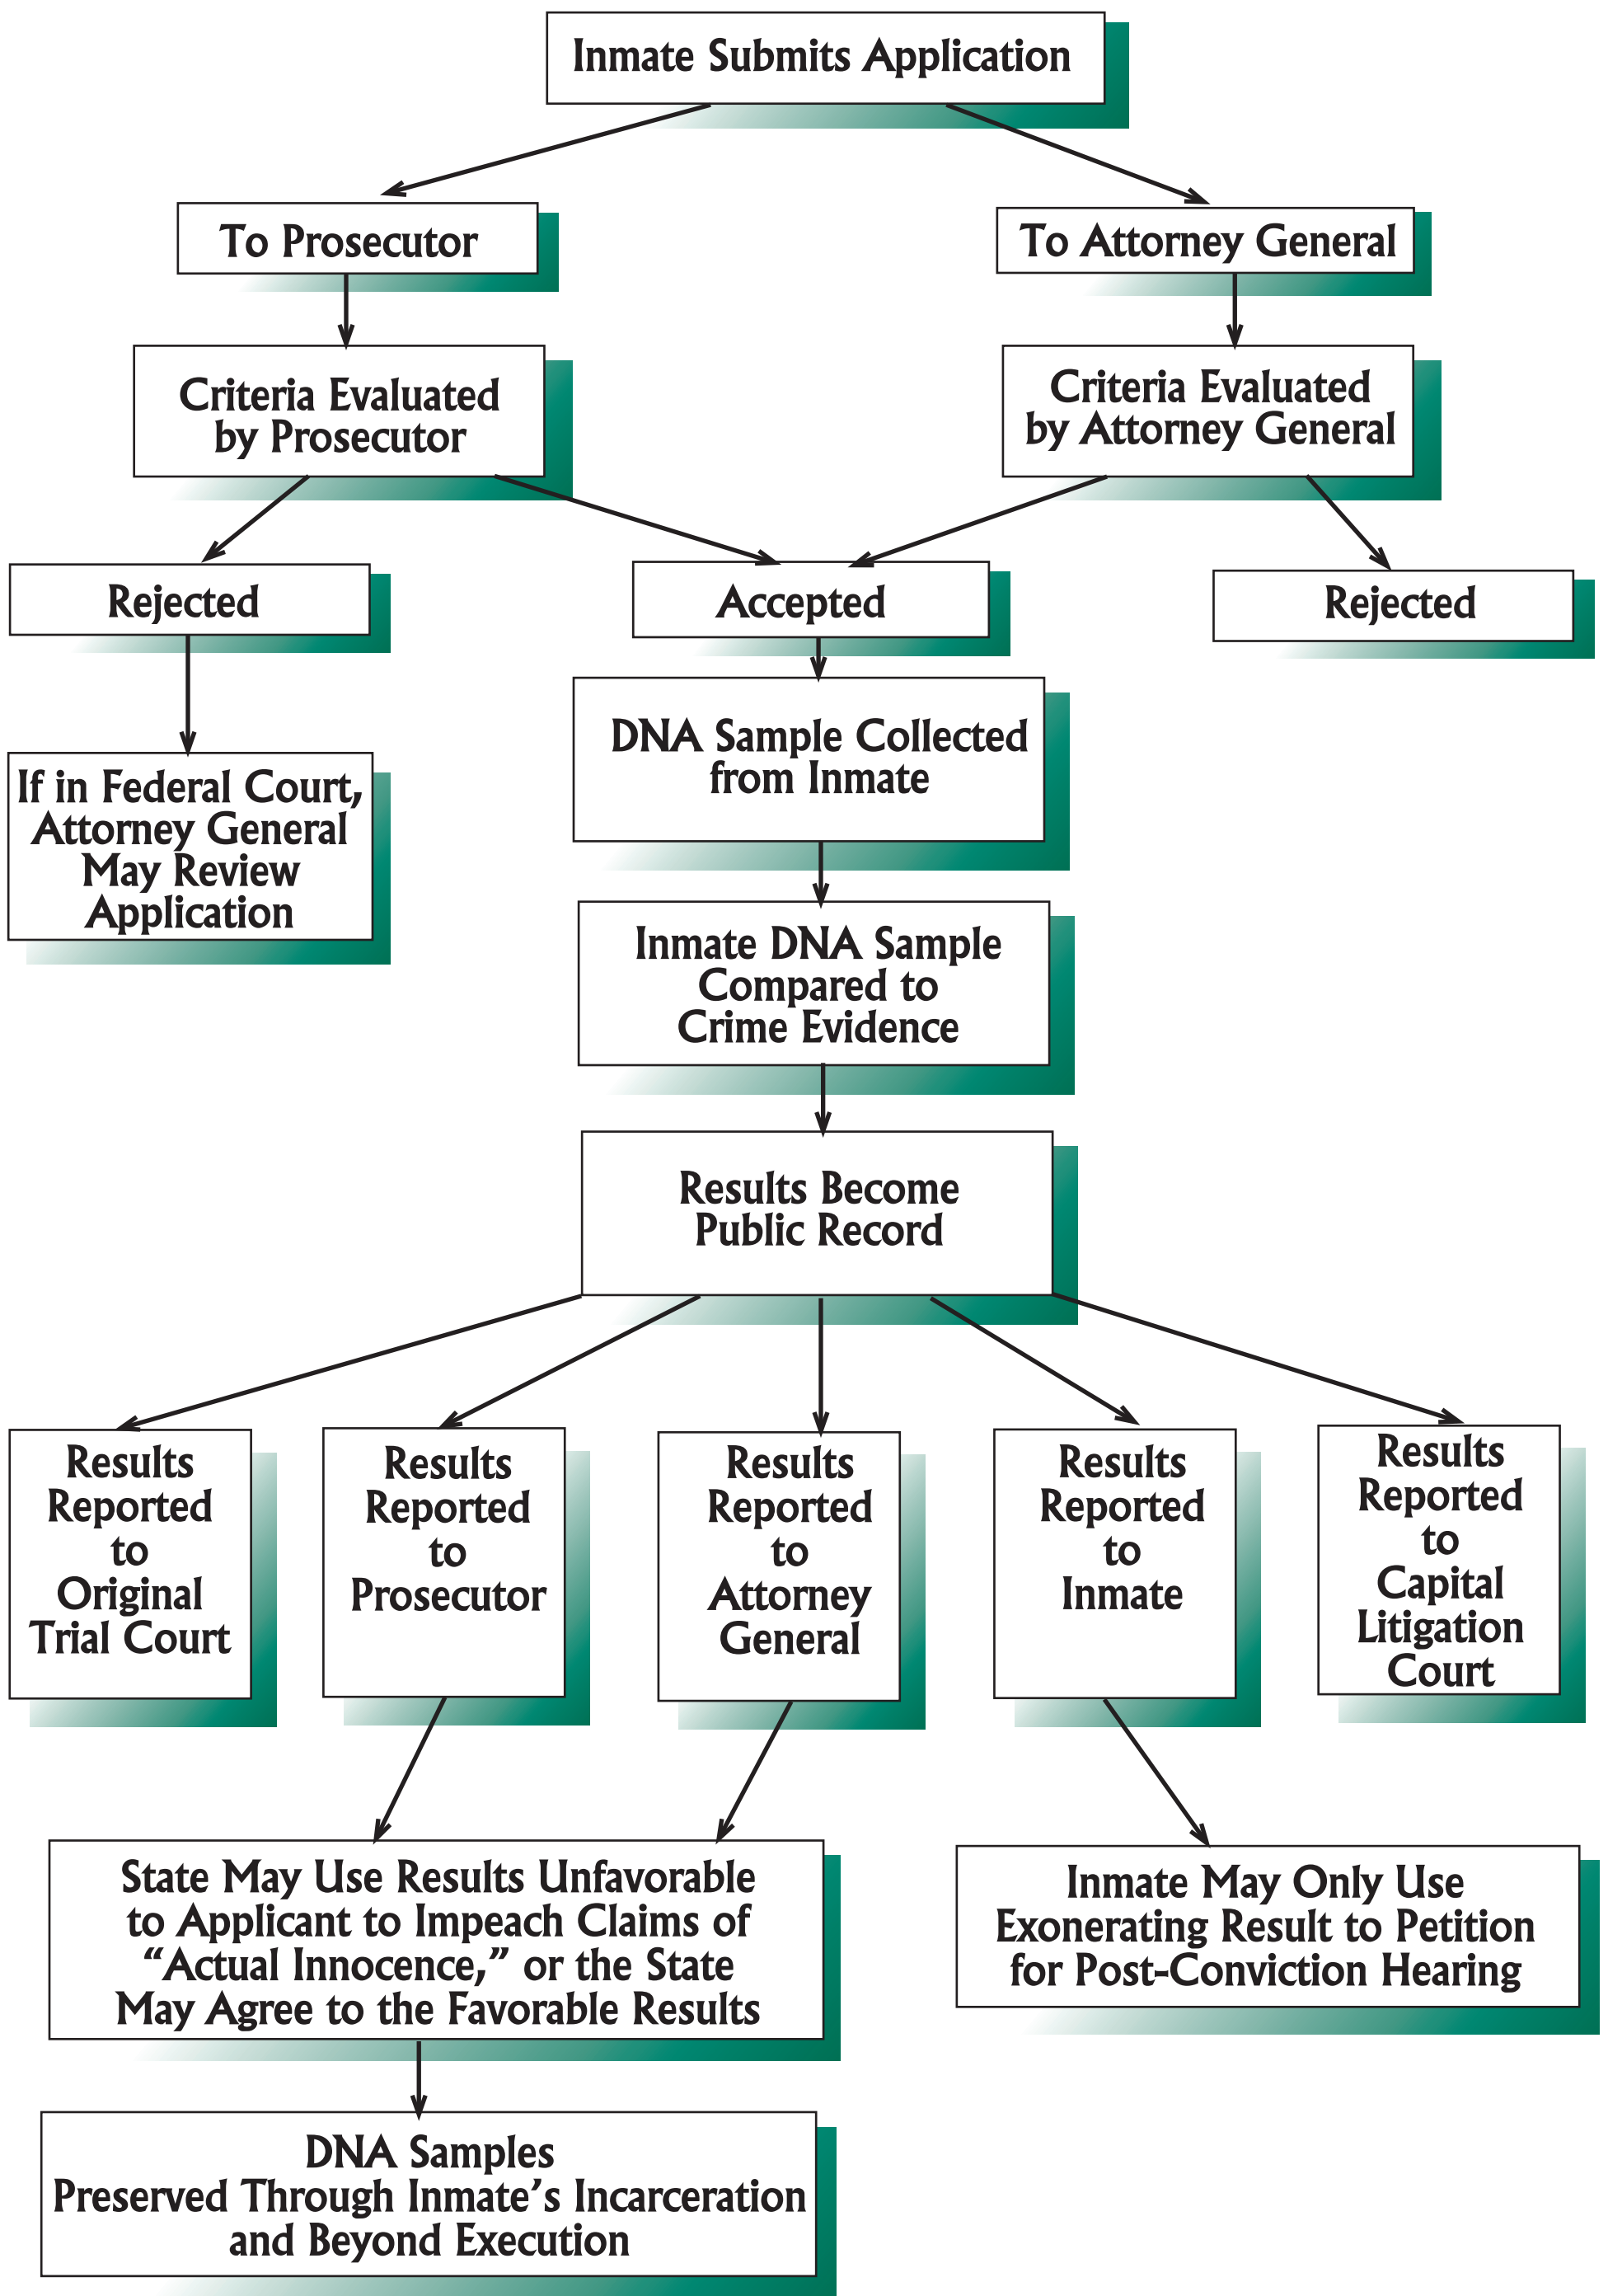 Inmate Submits Application
To Prosecutor
To Attorney General
Criteria Evaluated
by Prosecutor
Criteria Evaluated
by Attorney General
Rejected
Accepted
Rejected
If in Federal Court,
Attorney General
May Review
Application
DNA Sample Collected
from Inmate
Inmate DNA Sample
Compared to
Crime Evidence
Results Become
Public Record
Results
Reported
to
Original
Trial Court
Results
Reported
to
Prosecutor
Results
Reported
to
Attorney
General
Results
Reported
to
Inmate
Results
Reported
to
Capital
Litigation
Court
State May Use Results Unfavorable
to Applicant to Impeach Claims of
“Actual Innocence,” or the State
May Agree to the Favorable Results
Inmate May Only Use
Exonerating Result to Petition
for Post-Conviction Hearing
DNA Samples
Preserved Through Inmate’s Incarceration
and Beyond Execution